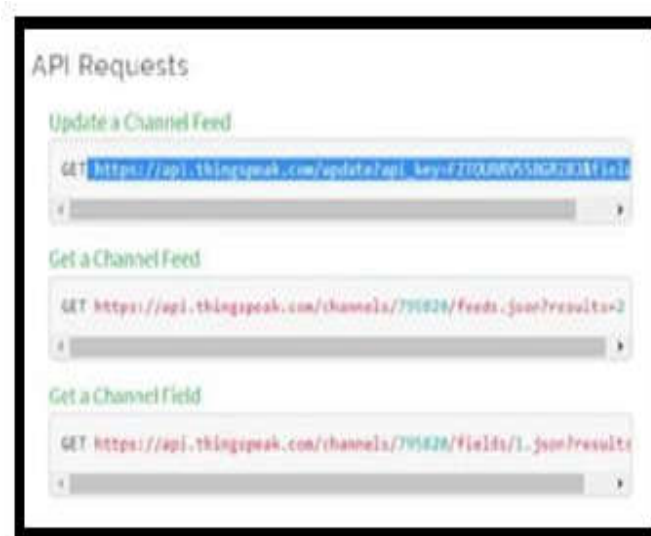 API Requests
Update a Channel Feed
GET https://api.thingspeak.com/update?api_key=
Get a Channel Feed
GET https://api.thingspeak.com/channels/795820/feeds.json?results=2
Get a Channel Field
GET https://api.thingspeak.com/channels/795820/fields/1.json?results